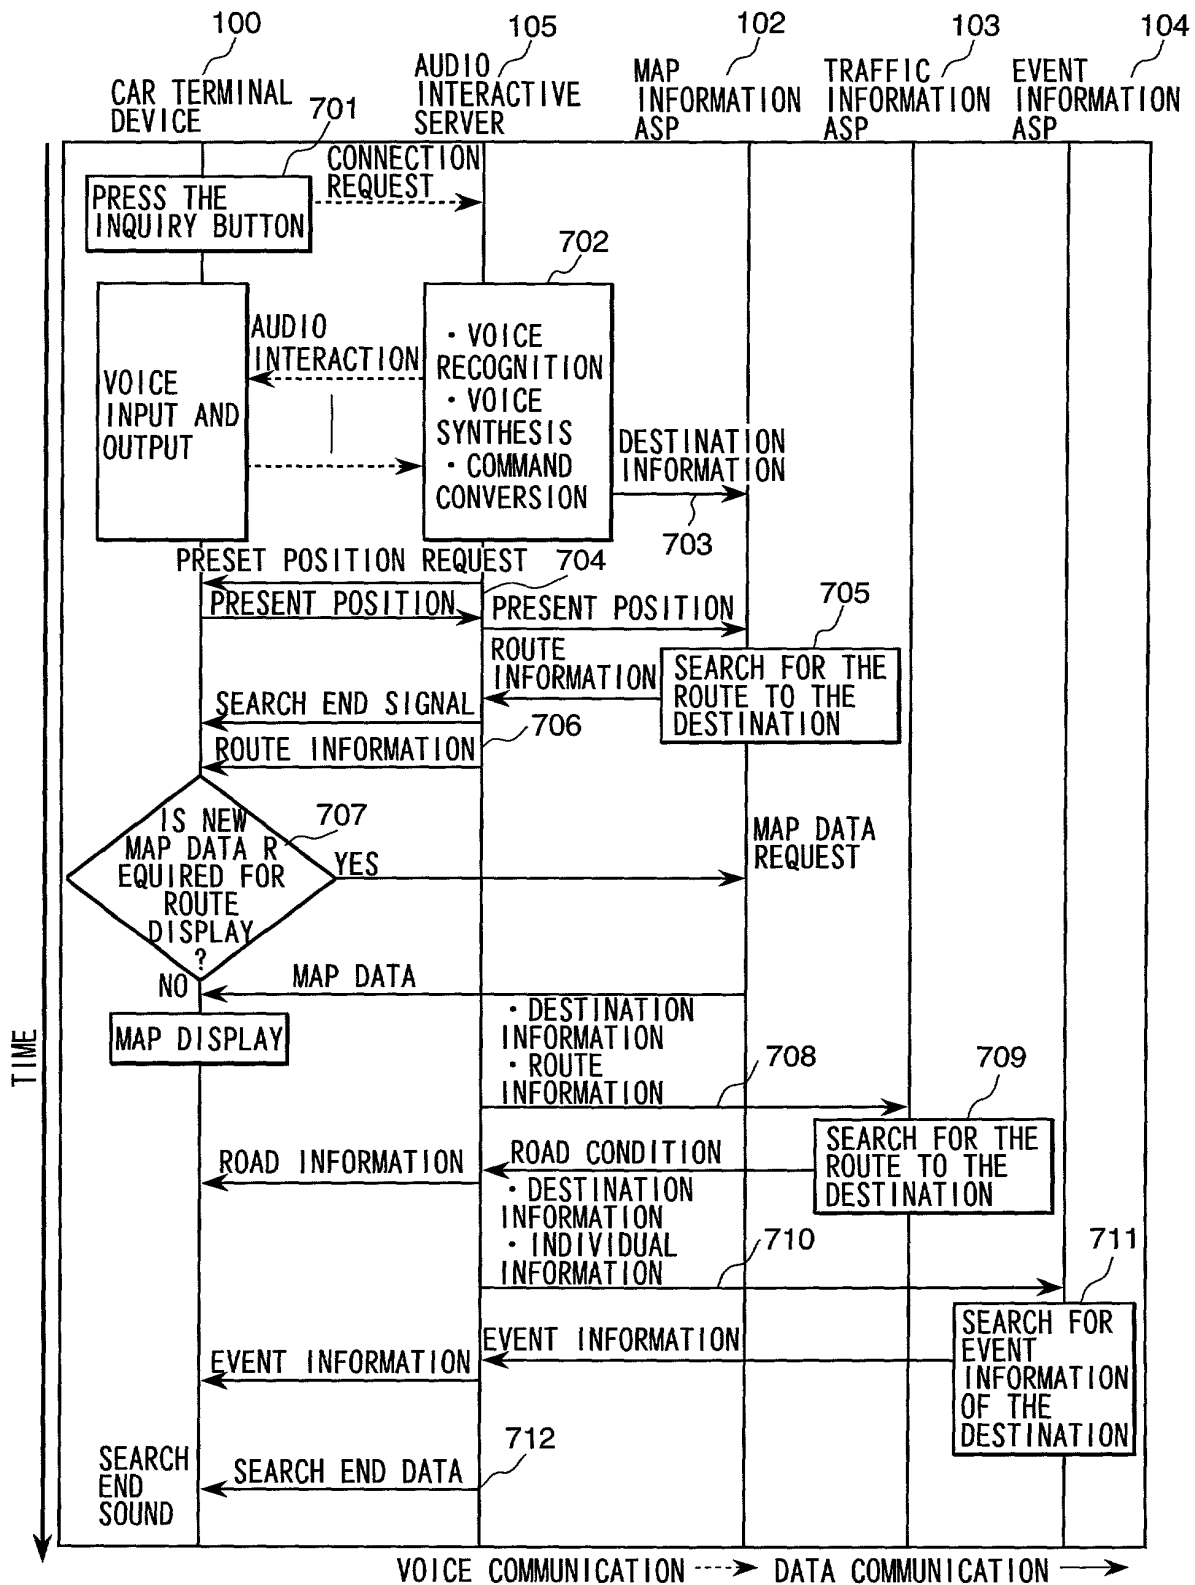 100
105
102
103
104
CAR TERMINAL
DEVICE
AUDIO
INTERACTIVE
SERVER
MAP
INFORMATION
ASP
TRAFFIC
INFORMATION
ASP
EVENT
INFORMATION
ASP
701
CONNECTION
REQUEST
PRESS THE
INQUIRY BUTTON
702
AUDIO
INTERACTION
VOICE
INPUT AND
OUTPUT
・VOICE
RECOGNITION
・VOICE
SYNTHESIS
・COMMAND
CONVERSION
DESTINATION
INFORMATION
703
PRESET POSITION REQUEST
704
PRESENT POSITION
PRESENT POSITION
705
ROUTE
INFORMATION
SEARCH FOR THE
ROUTE TO THE
DESTINATION
SEARCH END SIGNAL
706
ROUTE INFORMATION
IS NEW
MAP DATA R
EQUIRED FOR
ROUTE
DISPLAY
?
707
YES
MAP DATA
REQUEST
NO
MAP DATA
MAP DISPLAY
・DESTINATION
INFORMATION
・ROUTE
INFORMATION
708
709
TIME
SEARCH FOR THE
ROUTE TO THE
DESTINATION
ROAD CONDITION
ROAD INFORMATION
・DESTINATION
INFORMATION
・INDIVIDUAL
INFORMATION
710
711
SEARCH FOR
EVENT
INFORMATION
OF THE
DESTINATION
EVENT INFORMATION
EVENT INFORMATION
712
SEARCH
END
SOUND
SEARCH END DATA
VOICE COMMUNICATION DATA COMMUNICATION